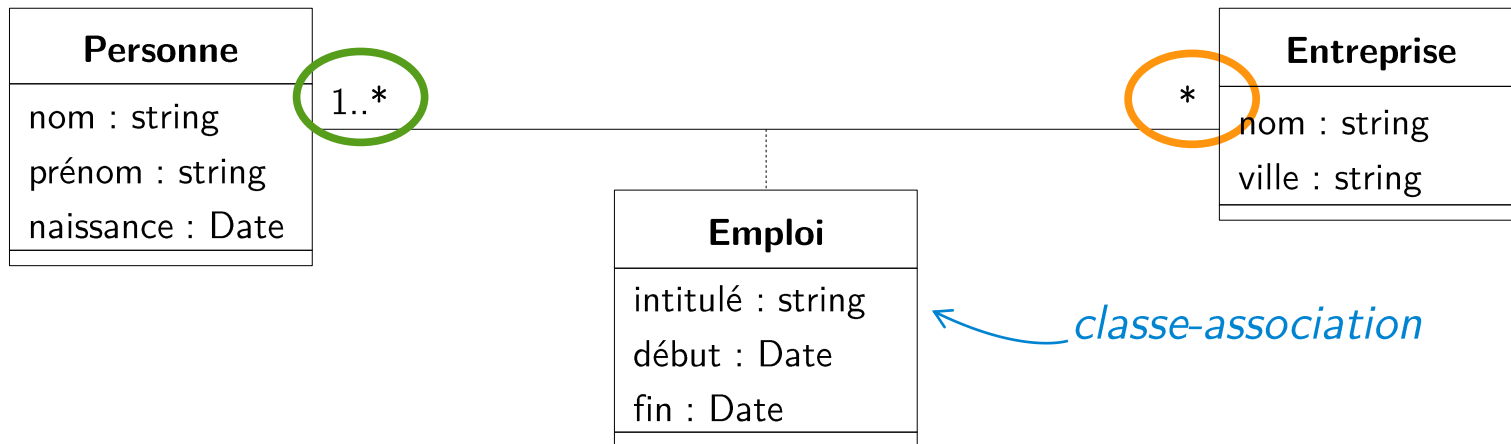 Personne
nom : string
prénom : string
naissance : Date
1..*
*
Entreprise
nom : string
ville : string
Emploi
intitulé : string
début : Date
fin : Date
classe-association